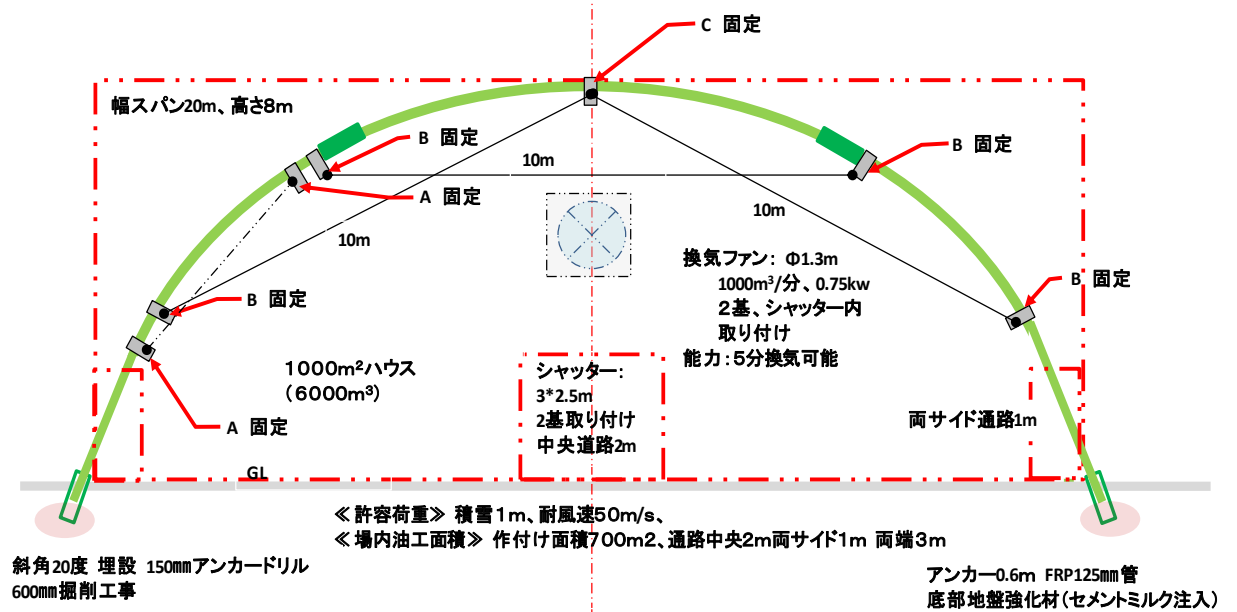 C 固定
幅スパン20m、高さ8m
B 固定
10m
B 固定
A 固定
10m
10m
換気ファン: Φ1.3m
1000m³/分、0.75kw
2基、シャッター内
取り付け
能力:5分換気可能
B 固定
B 固定
1000m²ハウス
(6000m³)
シャッター:
3*2.5m
2基取り付け
中央道路2m
両サイド通路1m
A 固定
GL
≪許容荷重≫ 積雪1m、耐風速50m/s、
≪場内油工面積≫ 作付け面積700m2、通路中央2m両サイド1m 両端3m
斜角20度 埋設 150mmアンカードリル
600mm掘削工事
アンカー0.6m FRP125mm管
底部地盤強化材(セメントミルク注入)